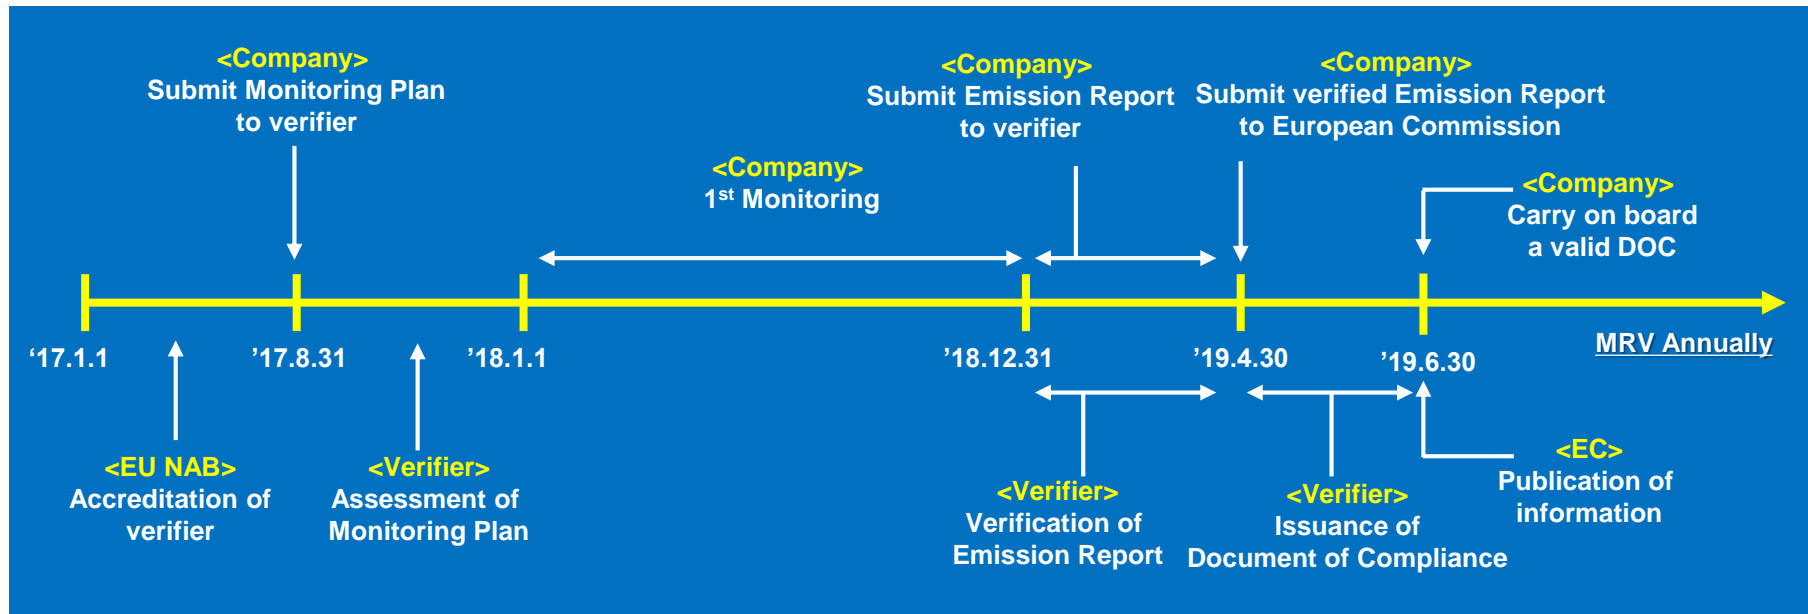 <Company>
Submit Monitoring Plan
to verifier
<Company>
1st Monitoring
<Company>
Submit Emission Report
to verifier
<Company>
Submit verified Emission Report
to European Commission
<Company>
Carry on board
a valid DOC
‘17.1.1
’17.8.31
’18.1.1
’18.12.31
’19.4.30
’19.6.30
MRV Annually
<EU NAB>
Accreditation of
verifier
<Verifier>
Assessment of
Monitoring Plan
<Verifier>
Verification of
Emission Report
<Verifier>
Issuance of
Document of Compliance
<EC>
Publication of
information